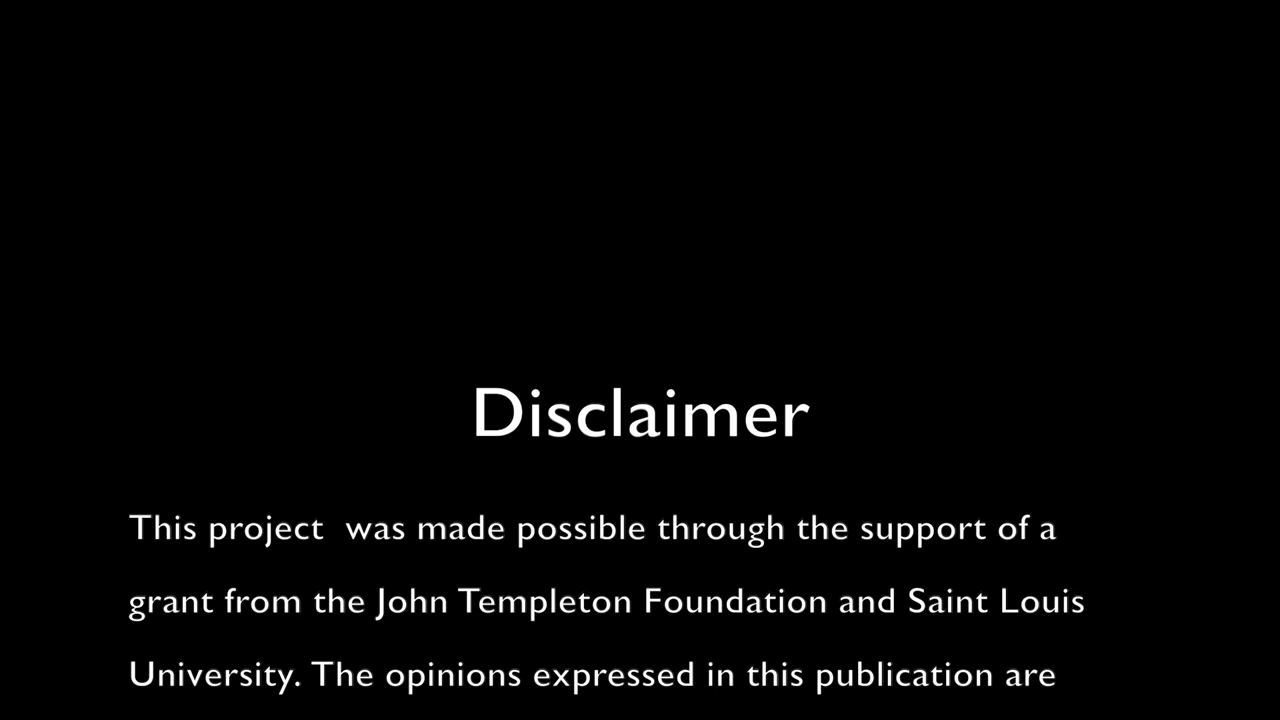 Disclaimer
This project  was made possible through the support of a
grant from the John Templeton Foundation and Saint Louis
University. The opinions expressed in this publication are